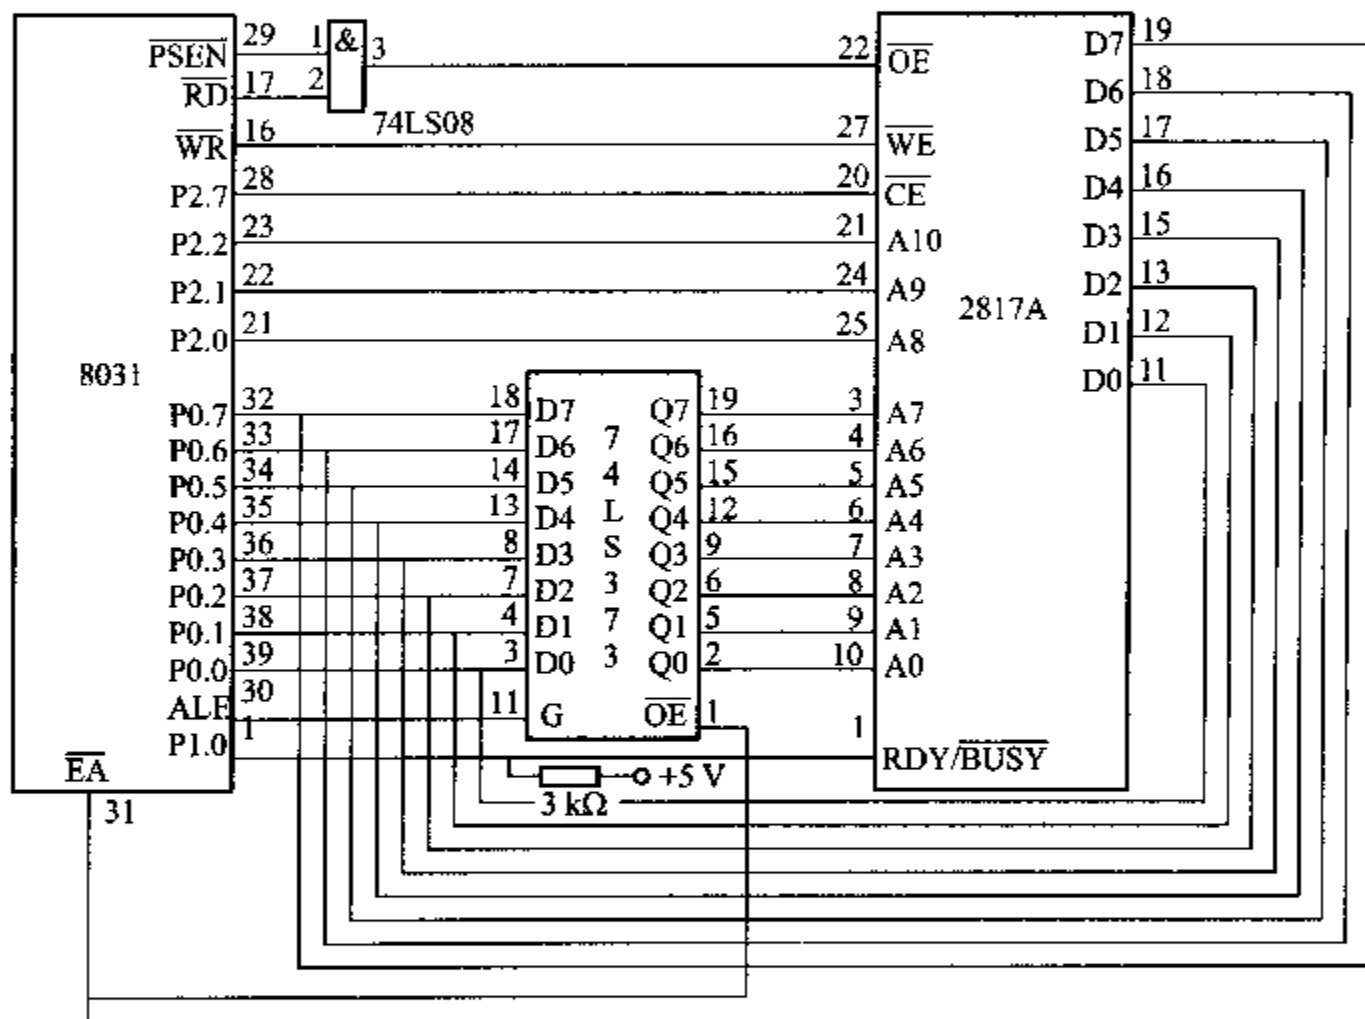 PSEN 29 1 & 3 22 OE D7 19
RD 17 2 D6 18
74LS08
WR 16 27 WE D5 17
P2.7 28 20 CE D4 16
P2.2 23 21 A10 D3 15
P2.1 22 24 A9 D2 13
2817A
P2.0 21 25 A8 D1 12
8031
D0 11
P0.7 32 18 D7 Q7 19 3 A7
P0.6 33 17 D6 7 Q6 16 4 A6
P0.5 34 14 D5 4 Q5 15 5 A5
P0.4 35 13 D4 L Q4 12 6 A4
P0.3 36 8 D3 S Q3 9 7 A3
P0.2 37 7 D2 3 Q2 6 8 A2
P0.1 38 4 D1 7 Q1 5 9 A1
P0.0 39 3 D0 3 Q0 2 10 A0
ALE 30 11 G OE 1
P1.0 1 1 RDY/BUSY
EA +5 V
31 3 kΩ